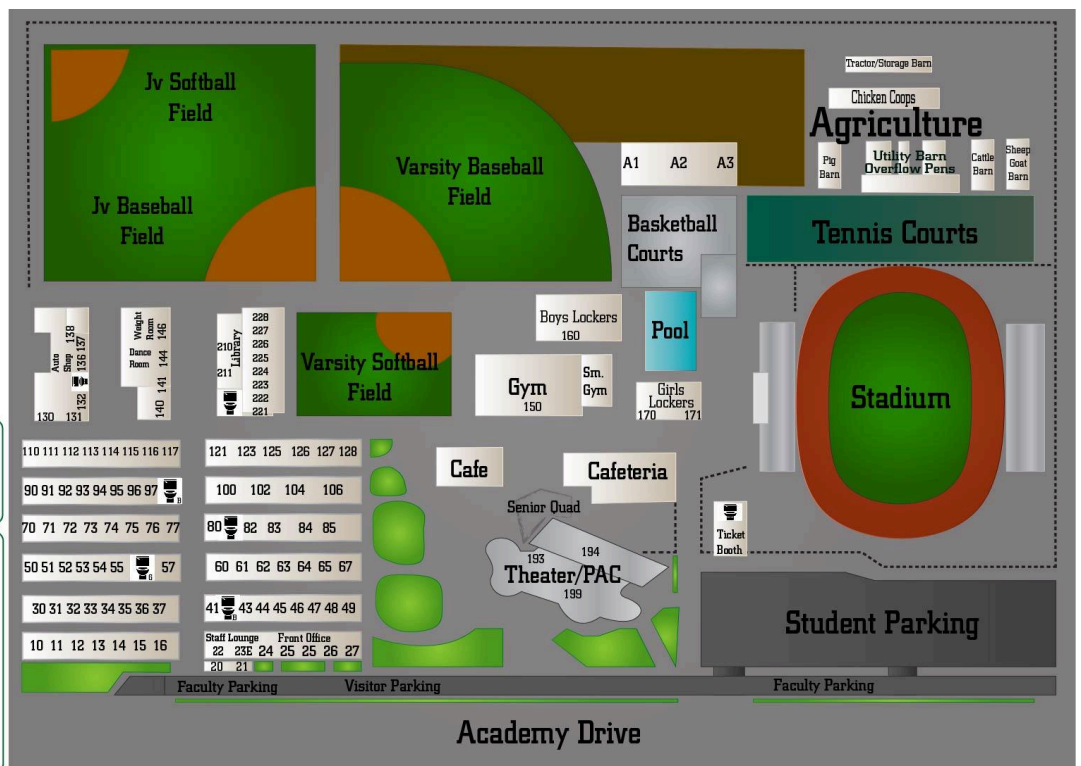 Jv Softball
Field
Jv Baseball
Field
Varsity Baseball
Field
A1 A2 A3
Tractor/Storage Barn
Chicken Coops
Agriculture
Pig
Barn
Utility Barn
Overflow Pens
Cattle
Barn
Sheep
Goat
Barn
Basketball
Courts
Tennis Courts
138
137
136
Auto
Shop
132
130 131
Weight
Room
146
Dance
Room
144
141
140
210
Library
211
228
227
226
225
224
223
222
221
Varsity Softball
Field
Boys Lockers
160
Gym
150
Sm.
Gym
Pool
Girls
Lockers
170 171
Stadium
110 111 112 113 114 115 116 117
121 123 125 126 127 128
90 91 92 93 94 95 96 97
B
100 102 104 106
70 71 72 73 74 75 76 77
80 82 83 84 85
50 51 52 53 54 55 57
G
60 61 62 63 64 65 67
30 31 32 33 34 35 36 37
41 43 44 45 46 47 48 49
B
10 11 12 13 14 15 16
Staff Lounge Front Office
22 23E 24 25 25 26 27
20 21
Cafe
Cafeteria
Senior Quad
193
194
Theater/PAC
199
Ticket
Booth
Student Parking
Faculty Parking
Visitor Parking
Faculty Parking
Academy Drive